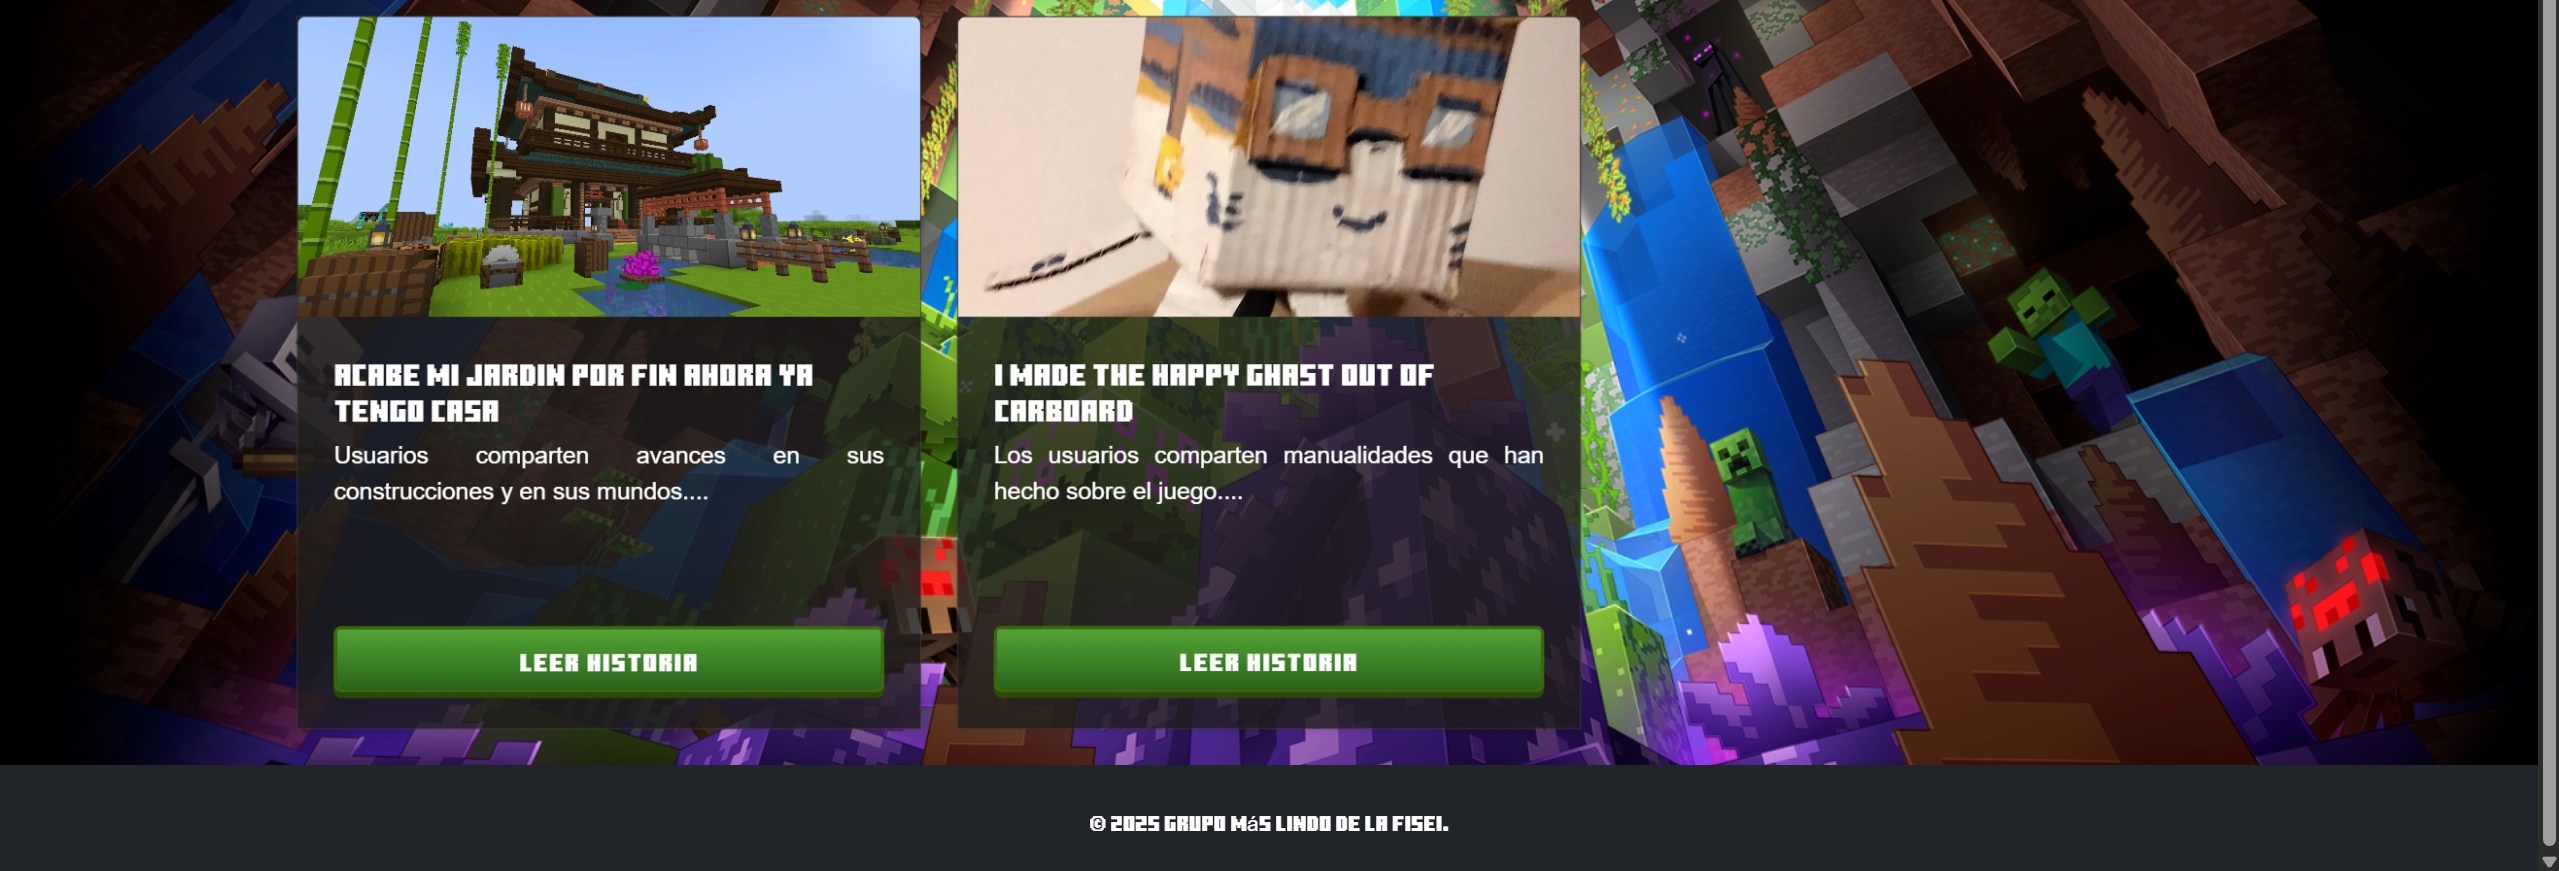 ACABE MI JARDIN POR FIN AHORA YA
TENGO CASA
Usuarios comparten avances en sus
construcciones y en sus mundos....
LEER HISTORIA
I MADE THE HAPPY GHAST OUT OF
CARBOARD
Los usuarios comparten manualidades que han
hecho sobre el juego....
LEER HISTORIA
© 2025 GRUPO Más LINDO DE LA FISEI.